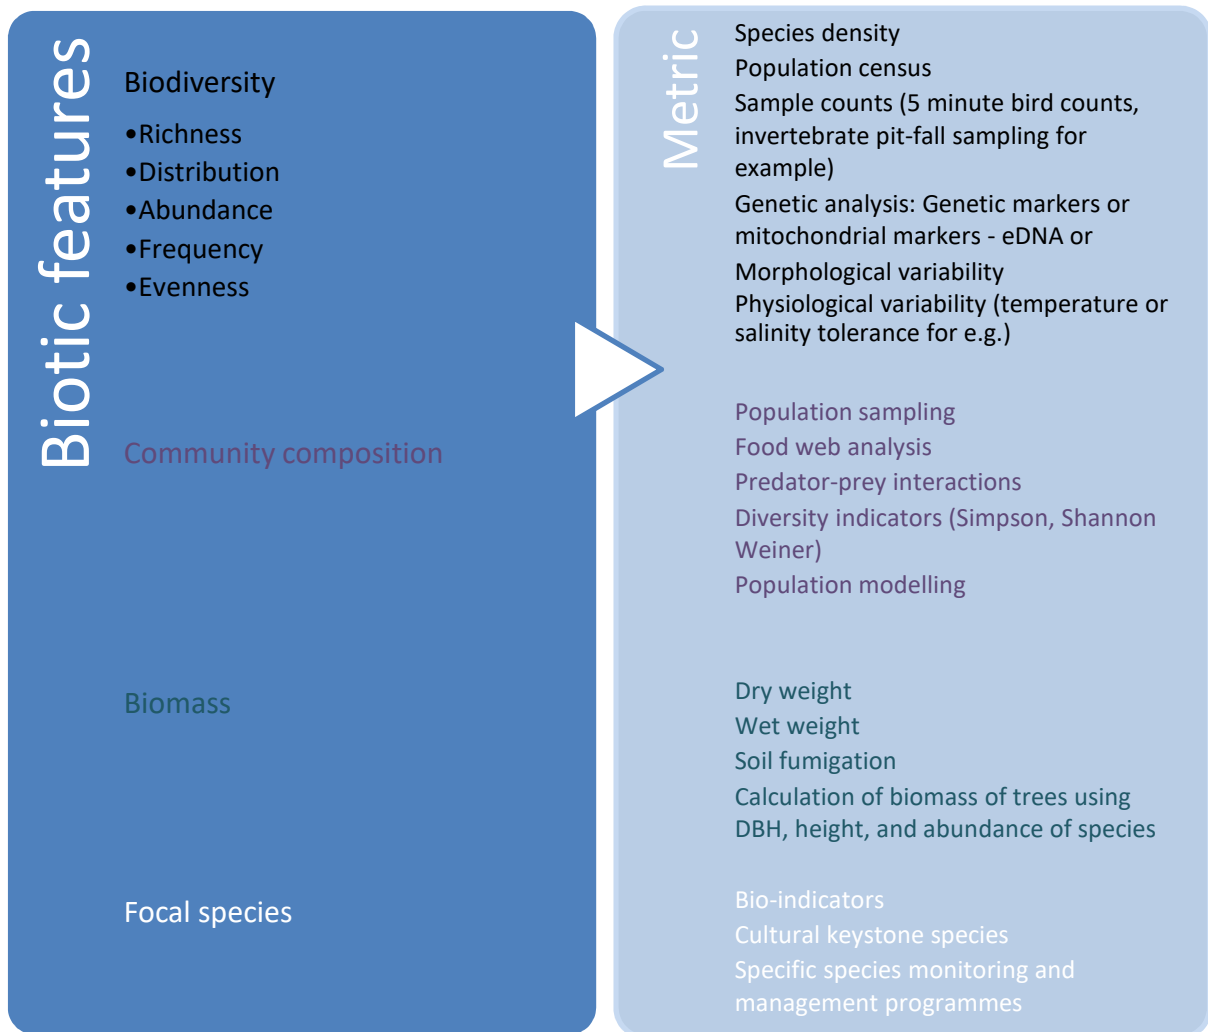 Biotic features
Biodiversity
•Richness
•Distribution
•Abundance
•Frequency
•Evenness
Community composition
Biomass
Focal species
Metric
Species density
Population census
Sample counts (5 minute bird counts,
invertebrate pit-fall sampling for
example)
Genetic analysis: Genetic markers or
mitochondrial markers - eDNA or
Morphological variability
Physiological variability (temperature or
salinity tolerance for e.g.)
Population sampling
Food web analysis
Predator-prey interactions
Diversity indicators (Simpson, Shannon
Weiner)
Population modelling
Dry weight
Wet weight
Soil fumigation
Calculation of biomass of trees using
DBH, height, and abundance of species
Bio-indicators
Cultural keystone species
Specific species monitoring and
management programmes